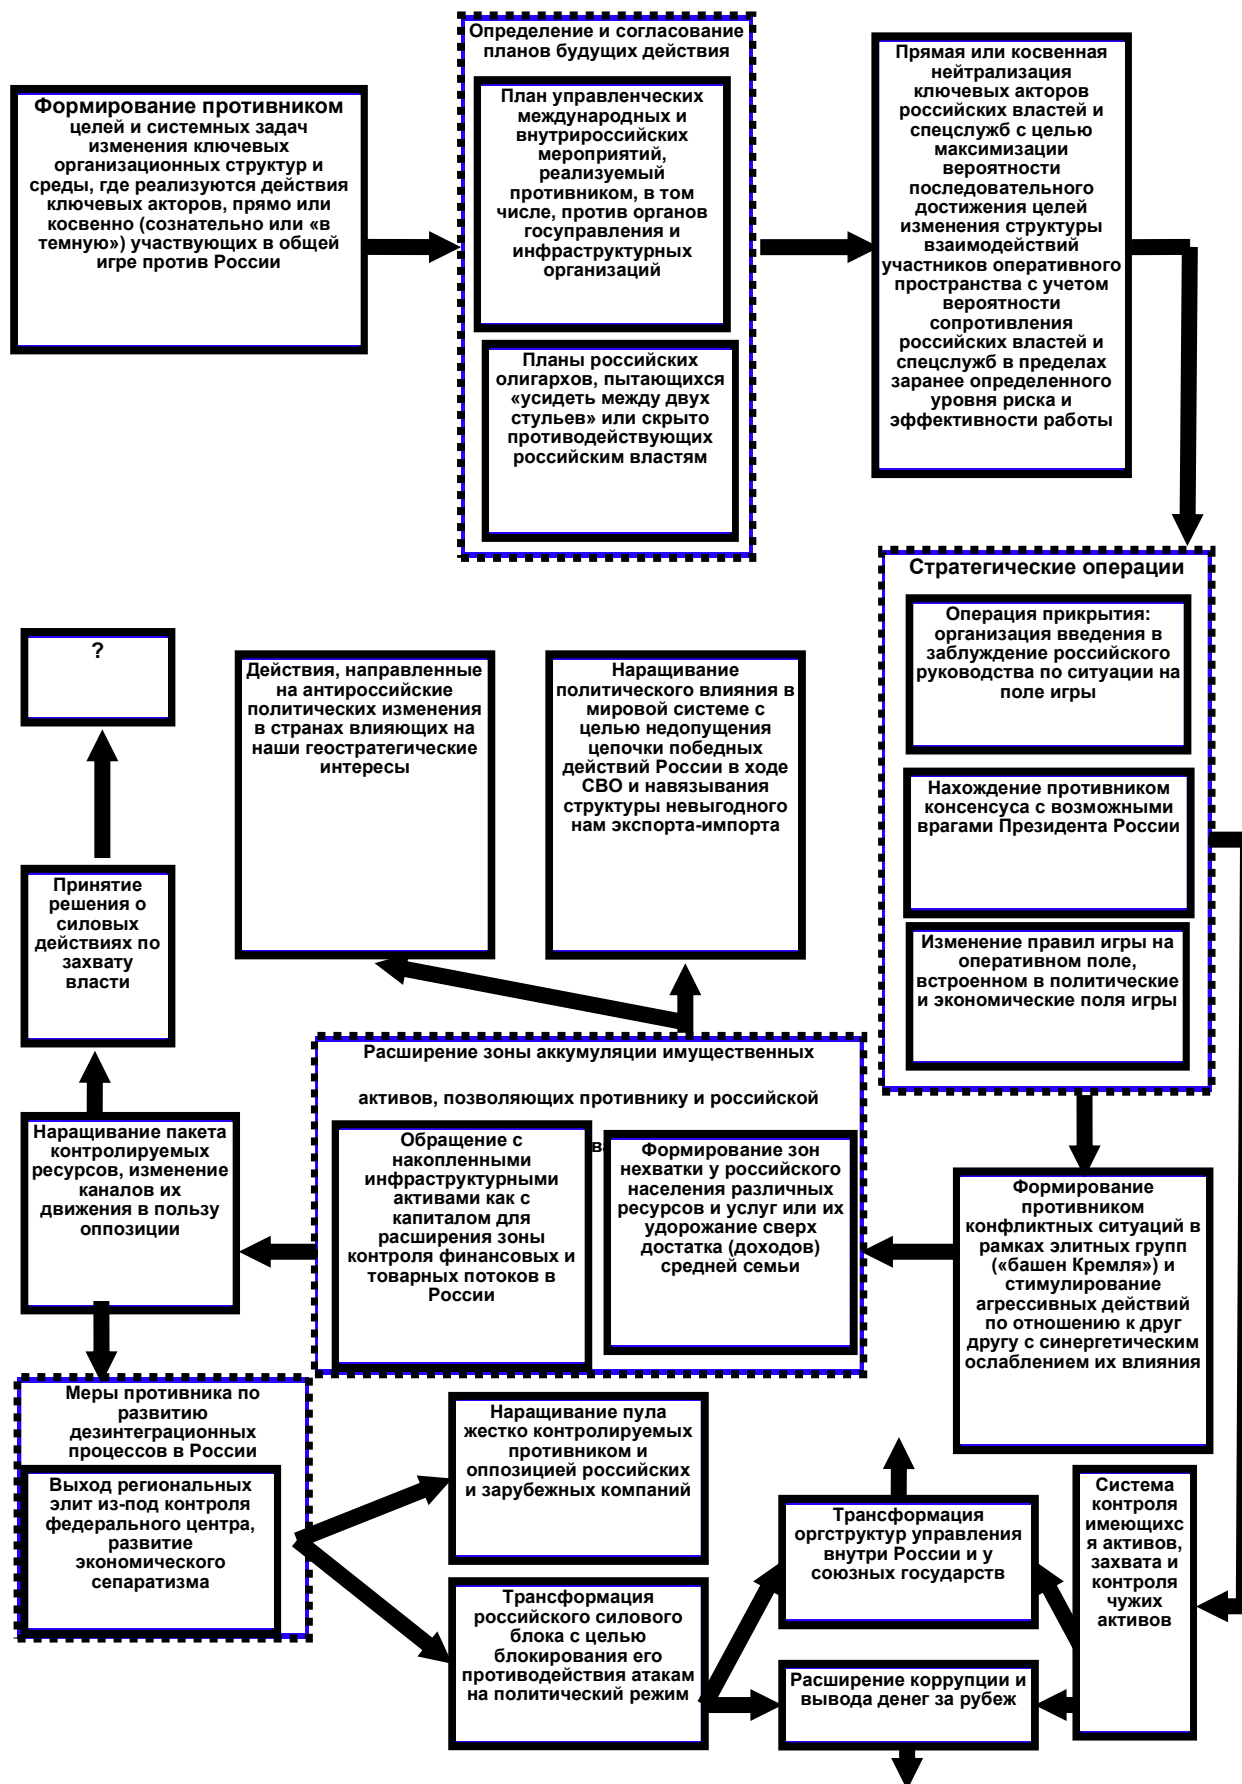 Определение и согласование
планов будущих действия
План управленческих
международных и
внутрироссийских
мероприятий,
реализуемый
противником, в том
числе, против органов
госуправления и
инфраструктурных
организаций
Планы российских
олигархов, пытающихся
«усидеть между двух
стульев» или скрыто
противодействующих
российским властям
Формирование противником
целей и системных задач
изменения ключевых
организационных структур и
среды, где реализуются действия
ключевых акторов, прямо или
косвенно (сознательно или «в
темную») участвующих в общей
игре против России
Прямая или косвенная
нейтрализация
ключевых акторов
российских властей и
спецслужб с целью
максимизации
вероятности
последовательного
достижения целей
изменения структуры
взаимодействий
участников оперативного
пространства с учетом
вероятности
сопротивления
российских властей и
спецслужб в пределах
заранее определенного
уровня риска и
эффективности работы
Стратегические операции
Операция прикрытия:
организация введения в
заблуждение российского
руководства по ситуации на
поле игры
Нахождение противником
консенсуса с возможными
врагами Президента России
Изменение правил игры на
оперативном поле,
встроенном в политические
и экономические поля игры
?
Действия, направленные
на антироссийские
политических изменения
в странах влияющих на
наши геостратегические
интересы
Наращивание
политического влияния в
мировой системе с
целью недопущения
цепочки победных
действий России в ходе
СВО и навязывания
структуры невыгодного
нам экспорта-импорта
Принятие
решения о
силовых
действиях по
захвату
власти
Расширение зоны аккумуляции имущественных
активов, позволяющих противнику и российской
Обращение с
накопленными
инфраструктурными
активами как с
капиталом для
расширения зоны
контроля финансовых и
товарных потоков в
России
Формирование зон
нехватки у российского
населения различных
ресурсов и услуг или их
удорожание сверх
достатка (доходов)
средней семьи
Наращивание пакета
контролируемых
ресурсов, изменение
каналов их
движения в пользу
оппозиции
Формирование
противником
конфликтных ситуаций в
рамках элитных групп
(«башен Кремля») и
стимулирование
агрессивных действий
по отношению к друг
другу с синергетическим
ослаблением их влияния
Меры противника по
развитию
дезинтеграционных
процессов в России
Выход региональных
элит из-под контроля
федерального центра,
развитие
экономического
сепаратизма
Наращивание пула
жестко контролируемых
противником и
оппозицией российских
и зарубежных компаний
Трансформация
российского силового
блока с целью
блокирования его
противодействия атакам
на политический режим
Трансформация
оргструктур управления
внутри России и у
союзных государств
Расширение коррупции и
вывода денег за рубеж
Система
контроля
имеющихс
я активов,
захвата и
контроля
чужих
активов